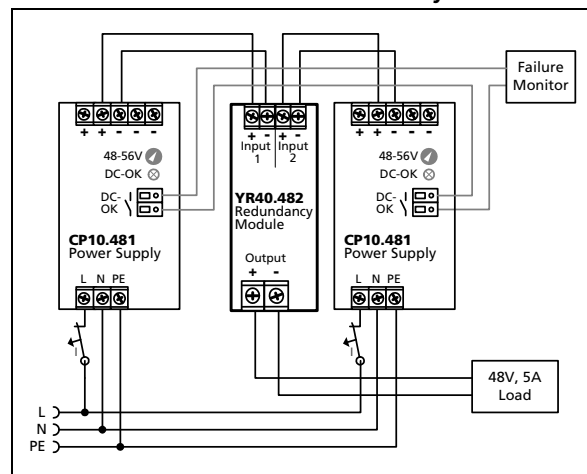 Failure
Monitor
+ + - - -
48-56V
DC-OK
DC-
OK
CP10.481
Power Supply
L N PE
+ - + -
Input Input
1 2
YR40.482
Redundancy
Module
Output
+ -
+ + - - -
48-56V
DC-OK
DC-
OK
CP10.481
Power Supply
L N PE
I
I
48V, 5A
Load
L
N
PE